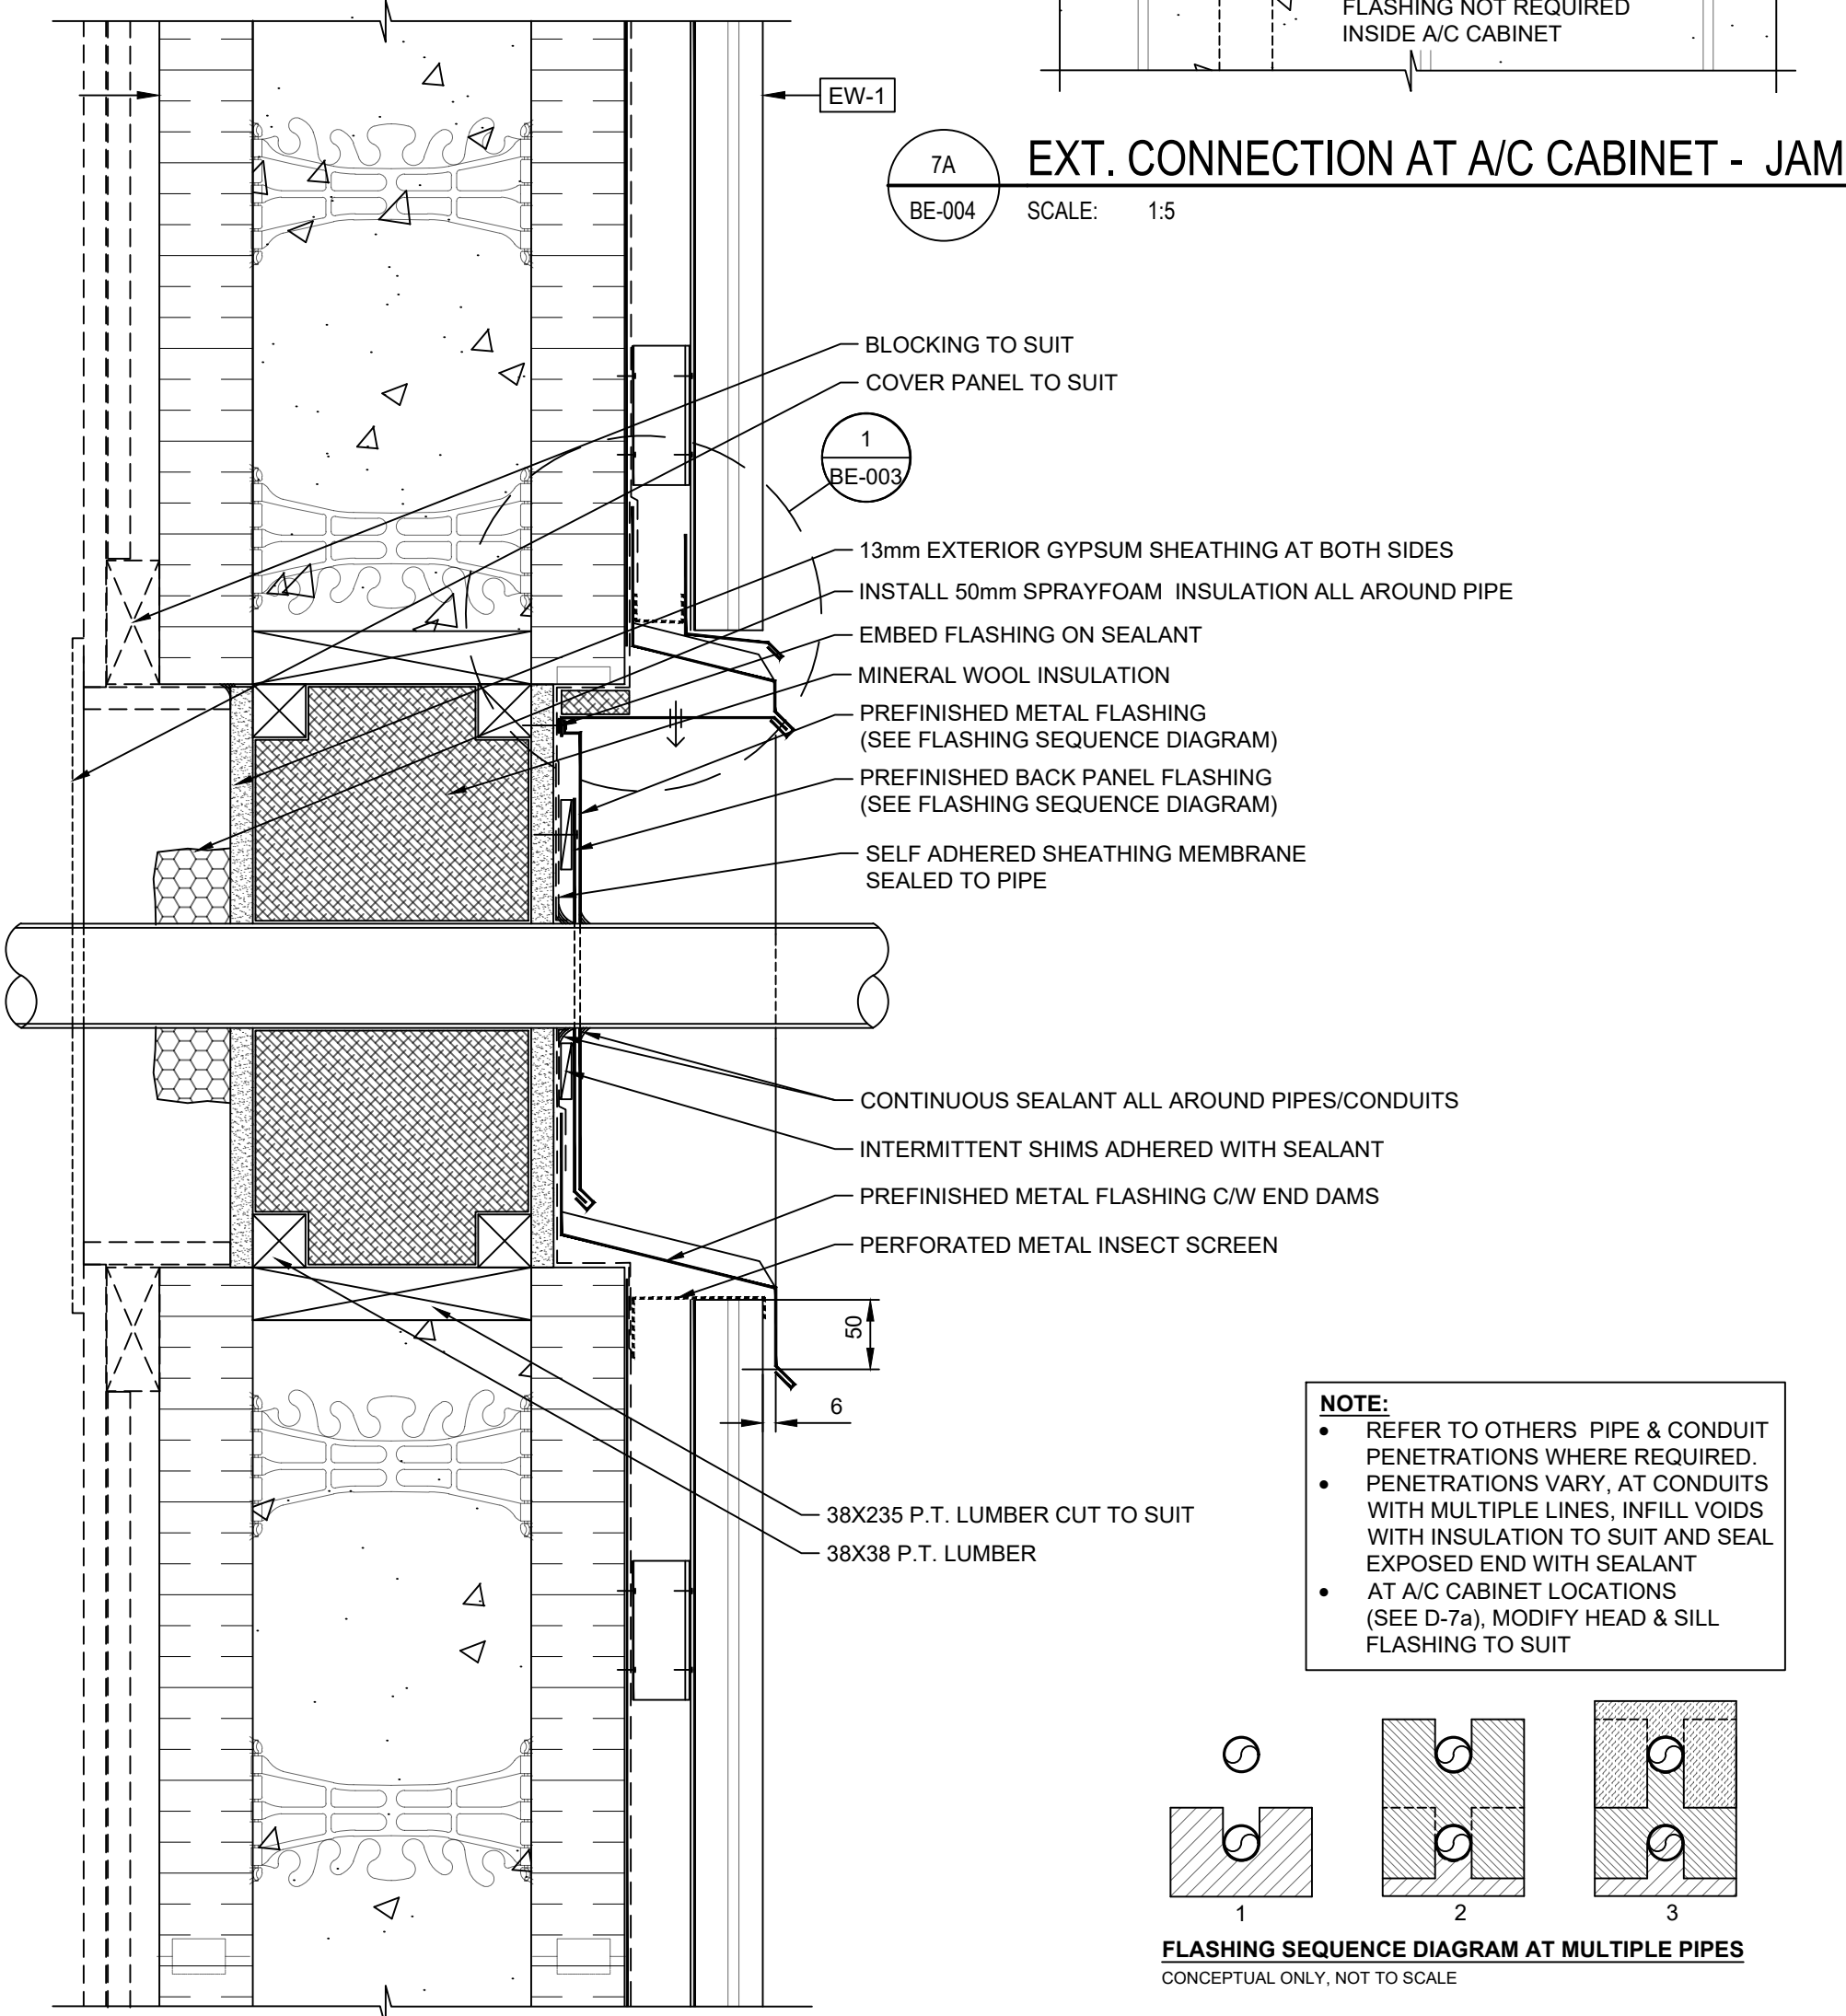 FLASHING NOT REQUIRED
INSIDE A/C CABINET
EW-1
7A
BE-004
EXT. CONNECTION AT A/C CABINET - JAM
SCALE: 1:5
BLOCKING TO SUIT
COVER PANEL TO SUIT
1
BE-003
13mm EXTERIOR GYPSUM SHEATHING AT BOTH SIDES
INSTALL 50mm SPRAYFOAM INSULATION ALL AROUND PIPE
EMBED FLASHING ON SEALANT
MINERAL WOOL INSULATION
PREFINISHED METAL FLASHING
(SEE FLASHING SEQUENCE DIAGRAM)
PREFINISHED BACK PANEL FLASHING
(SEE FLASHING SEQUENCE DIAGRAM)
SELF ADHERED SHEATHING MEMBRANE
SEALED TO PIPE
CONTINUOUS SEALANT ALL AROUND PIPES/CONDUITS
INTERMITTENT SHIMS ADHERED WITH SEALANT
PREFINISHED METAL FLASHING C/W END DAMS
PERFORATED METAL INSECT SCREEN
50
6
38X235 P.T. LUMBER CUT TO SUIT
38X38 P.T. LUMBER
NOTE:
• REFER TO OTHERS PIPE & CONDUIT
PENETRATIONS WHERE REQUIRED.
• PENETRATIONS VARY, AT CONDUITS
WITH MULTIPLE LINES, INFILL VOIDS
WITH INSULATION TO SUIT AND SEAL
EXPOSED END WITH SEALANT
• AT A/C CABINET LOCATIONS
(SEE D-7a), MODIFY HEAD & SILL
FLASHING TO SUIT
1
2
3
FLASHING SEQUENCE DIAGRAM AT MULTIPLE PIPES
CONCEPTUAL ONLY, NOT TO SCALE